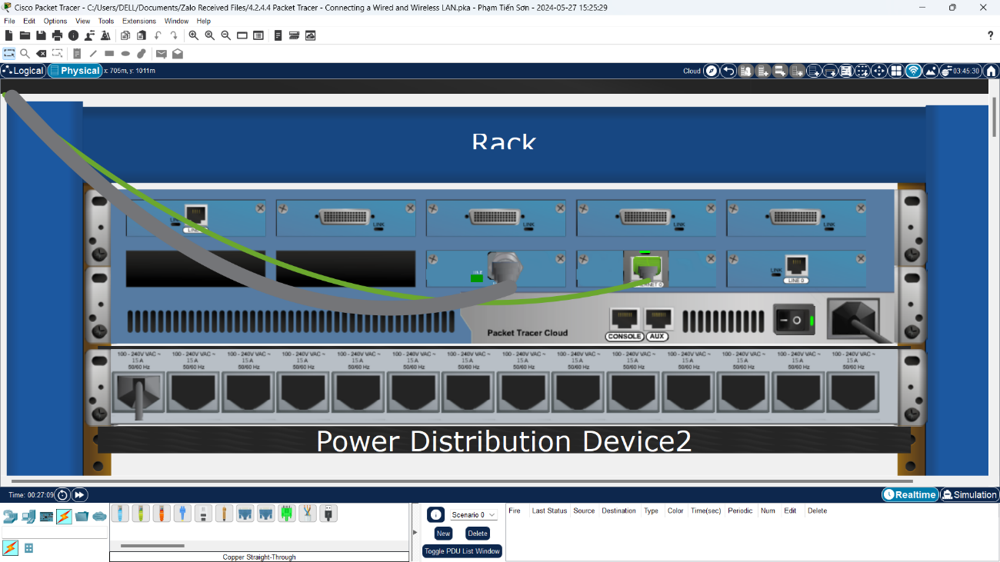 Cisco Packet Tracer - C:/Users/DELL/Documents/Zalo Received Files/4.2.4.4 Packet Tracer - Connecting a Wired and Wireless LAN.pka - Phạm Tiến Sơn - 2024-05-27 15:25:29
File Edit Options View Tools Extensions Window Help
?
Logical Physical x: 705m, y: 1011m Cloud 03:45:30
Rack
LINK LINK LINK LINK
LINK
LINE 0
Packet Tracer Cloud
CONSOLE AUX
100 - 240V VAC ~ 100 - 240V VAC ~ 100 - 240V VAC ~ 100 - 240V VAC ~ 100 - 240V VAC ~ 100 - 240V VAC ~ 100 - 240V VAC ~ 100 - 240V VAC ~ 100 - 240V VAC ~ 100 - 240V VAC ~ 100 - 240V VAC ~ 100 - 240V VAC ~ 100 - 240V VAC ~ 100 - 240V VAC ~
15 A 15 A 15 A 15 A 15 A 15 A 15 A 15 A 15 A 15 A 15 A 15 A 15 A 15 A
50/60 Hz 50/60 Hz 50/60 Hz 50/60 Hz 50/60 Hz 50/60 Hz 50/60 Hz 50/60 Hz 50/60 Hz 50/60 Hz 50/60 Hz 50/60 Hz 50/60 Hz 50/60 Hz
Power Distribution Device2
Time: 00:27:09 Realtime Simulation
Scenario 0
New Delete
Toggle PDU List Window
Fire Last Status Source Destination Type Color Time(sec) Periodic Num Edit Delete
Copper Straight-Through